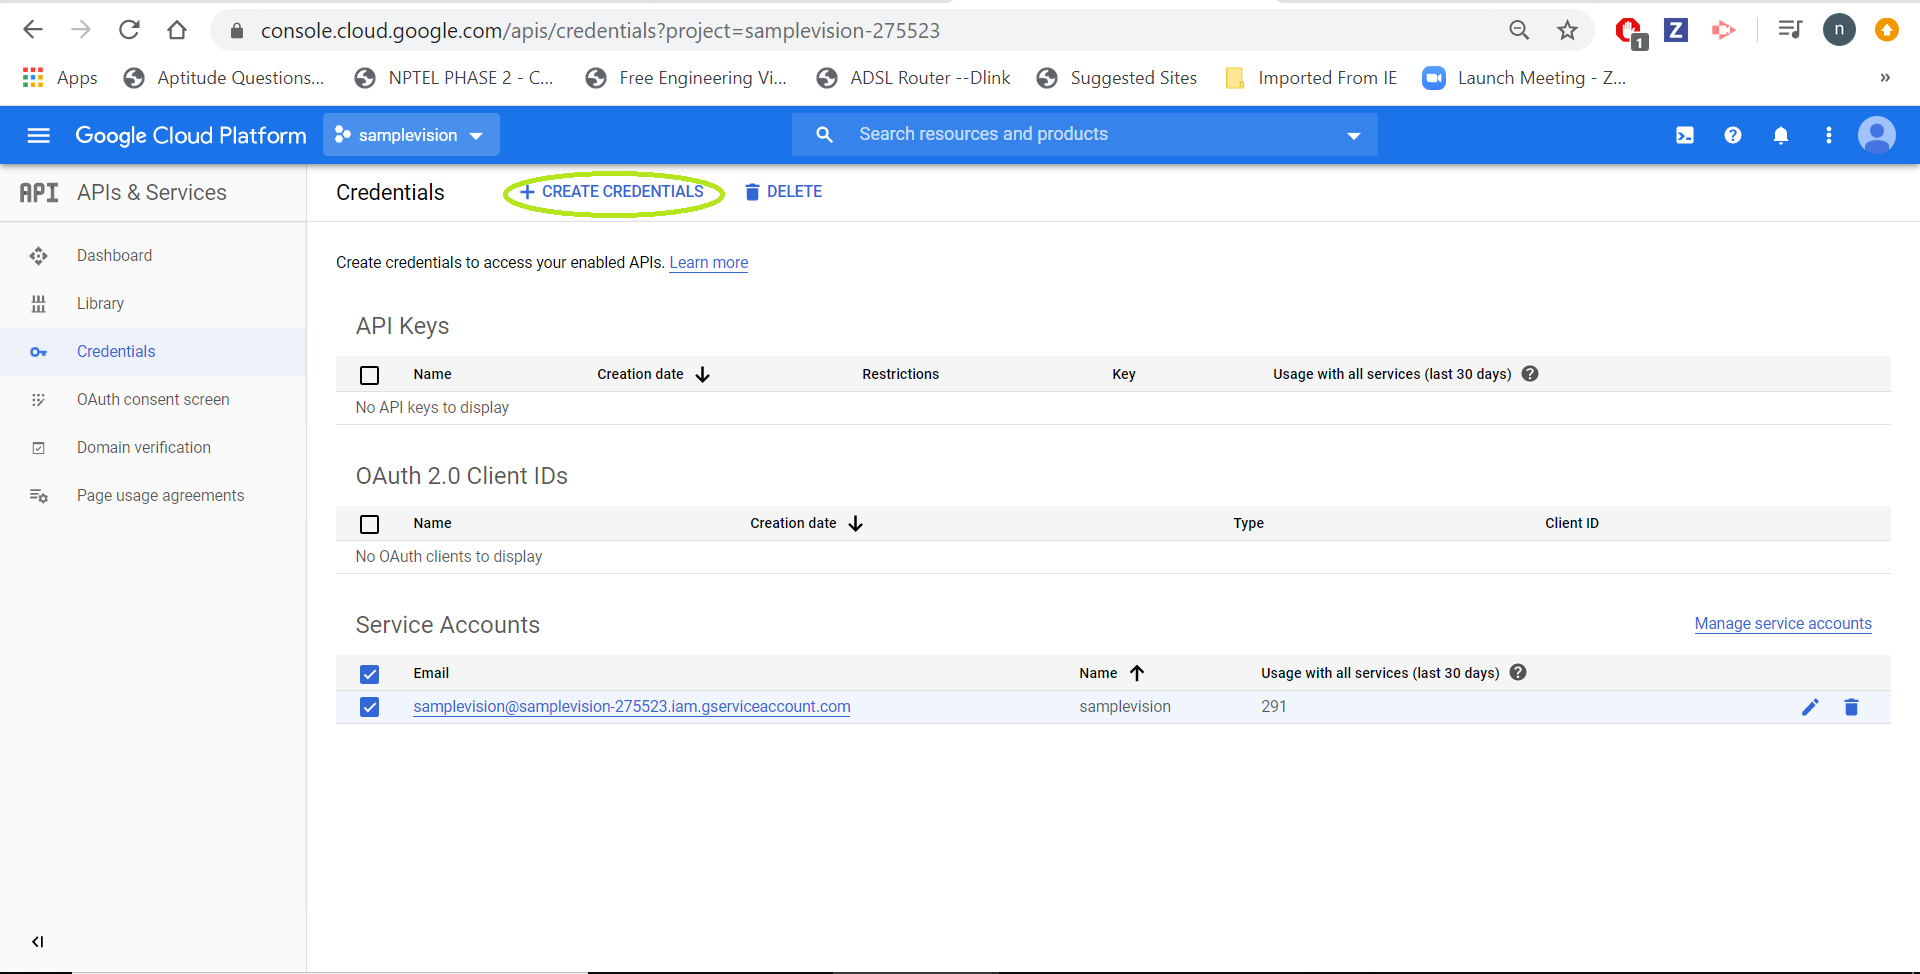 console.cloud.google.com/apis/credentials?project=samplevision-275523
1
Z
n
Apps
Aptitude Questions...
NPTEL PHASE 2 - C...
Free Engineering Vi...
ADSL Router --Dlink
Suggested Sites
Imported From IE
Launch Meeting - Z...
»
Google Cloud Platform
samplevision
Search resources and products
API APIs & Services
Credentials
+ CREATE CREDENTIALS
DELETE
Dashboard
Library
Credentials
OAuth consent screen
Domain verification
Page usage agreements
Create credentials to access your enabled APIs. Learn more
API Keys
Name Creation date Restrictions Key Usage with all services (last 30 days) ?
No API keys to display
OAuth 2.0 Client IDs
Name Creation date Type Client ID
No OAuth clients to display
Service Accounts
Manage service accounts
Email Name Usage with all services (last 30 days) ?
samplevision@samplevision-275523.iam.gserviceaccount.com samplevision 291